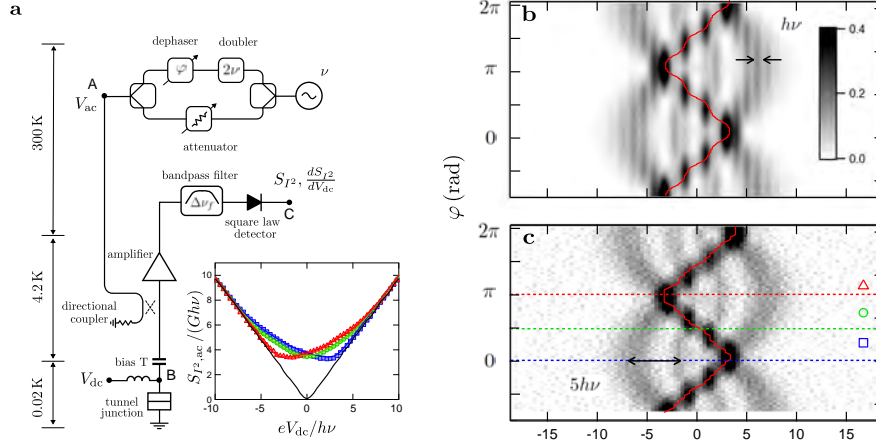 a
dephaser
doubler
φ
2ν
ν
A
V_ac
attenuator
300 K
bandpass filter
Δν_f
S_{I²}, dS_{I²}/dV_dc
C
square law
detector
amplifier
4.2 K
directional
coupler
bias T
V_dc
B
0.02 K
tunnel
junction
S_{I²,ac}/(Ghν)
10
8
6
4
2
0
-10
-5
0
5
10
eV_dc/hν
b
2π
π
0
hν
0.4
0.2
0.0
φ (rad)
c
2π
π
0
5hν
-15
-10
-5
0
5
10
15